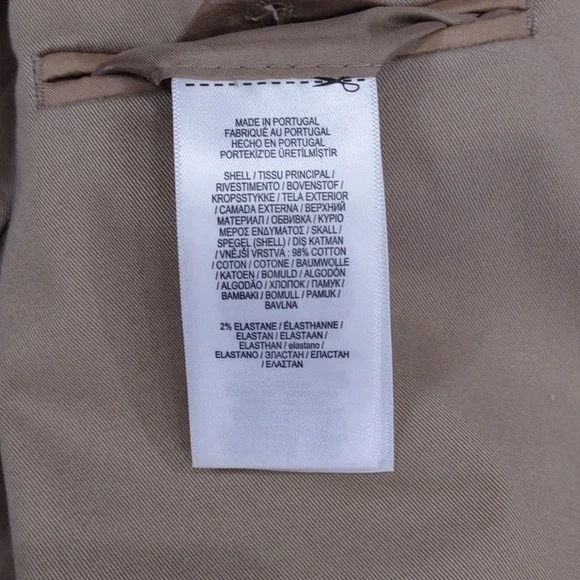 MADE IN PORTUGAL
FABRIQUÉ AU PORTUGAL
HECHO EN PORTUGAL
PORTEKİZ'DE ÜRETİLMİŞTİR
SHELL / TISSU PRINCIPAL /
RIVESTIMENTO / BOVENSTOF /
KROPSSTYKKE / TELA EXTERIOR
/ CAMADA EXTERNA / ВЕРХНИЙ
МАТЕРИАЛ / ОБВИВКА / ΚΥΡΙΟ
ΜΕΡΟΣ ΕΝΔΥΜΑΤΟΣ / SKALL /
SPEGEL (SHELL) / DIŞ KATMAN
/ VNĚJŠÍ VRSTVA : 98% COTTON
/ COTON / COTONE / BAUMWOLLE
/ KATOEN / BOMULD / ALGODÓN
/ ALGODÃO / ХЛОПОК / ПАМУК /
ΒΑΜΒΑΚΙ / BOMULL / PAMUK /
BAVLNA
2% ELASTANE / ÉLASTHANNE /
ELASTAN / ELASTAAN /
ELASTHAN / elastano /
ELASTANO / ЭЛАСТАН / ЕЛАСТАН
/ ΕΛΑΣΤΑΝ